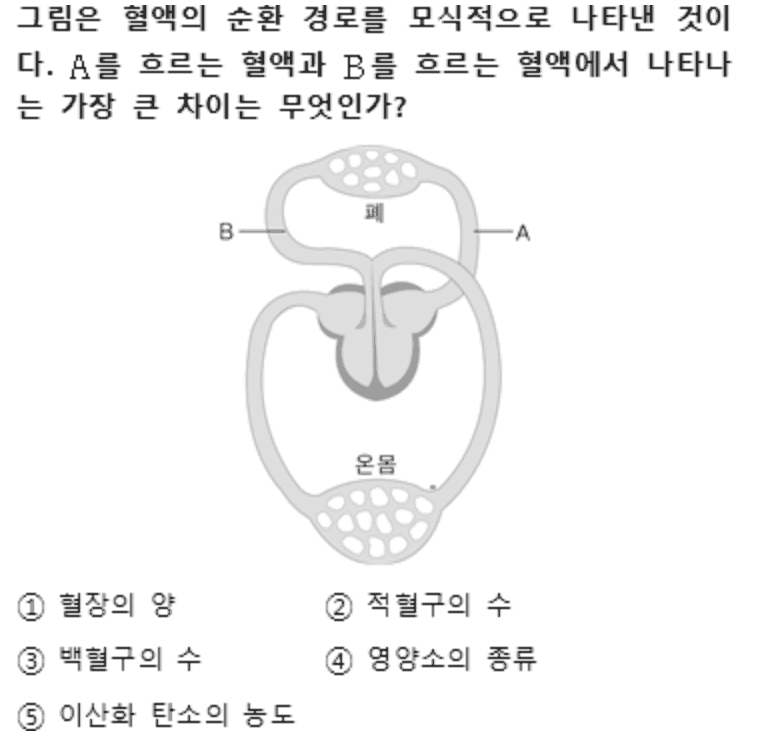 그림은 혈액의 순환 경로를 모식적으로 나타낸 것이
다. A를 흐르는 혈액과 B를 흐르는 혈액에서 나타나
는 가장 큰 차이는 무엇인가?
폐
B
A
온몸
① 혈장의 양
② 적혈구의 수
③ 백혈구의 수
④ 영양소의 종류
⑤ 이산화 탄소의 농도